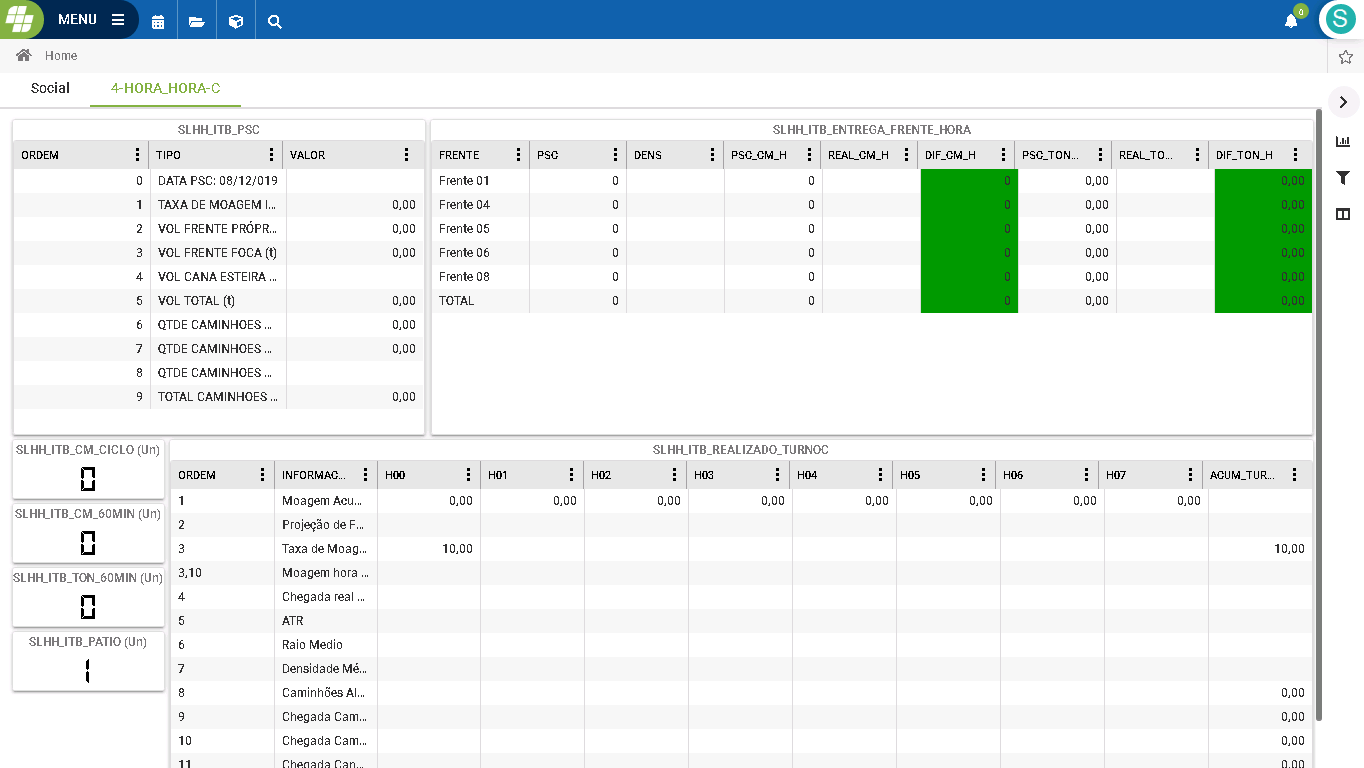 MENU
0
S
Home
Social 4-HORA_HORA-C
SLHH_ITB_PSC
ORDEM TIPO VALOR
0 DATA PSC: 08/12/019
1 TAXA DE MOAGEM I... 0,00
2 VOL FRENTE PRÓPR... 0,00
3 VOL FRENTE FOCA (t) 0,00
4 VOL CANA ESTEIRA ...
5 VOL TOTAL (t) 0,00
6 QTDE CAMINHOES ... 0,00
7 QTDE CAMINHOES ... 0,00
8 QTDE CAMINHOES ...
9 TOTAL CAMINHOES ... 0,00
SLHH_ITB_ENTREGA_FRENTE_HORA
FRENTE PSC DENS PSC_CM_H REAL_CM_H DIF_CM_H PSC_TON... REAL_TO... DIF_TON_H
Frente 01 0 0 0 0,00 0,00
Frente 04 0 0 0 0,00 0,00
Frente 05 0 0 0 0,00 0,00
Frente 06 0 0 0 0,00 0,00
Frente 08 0 0 0 0,00 0,00
TOTAL 0 0 0 0,00 0,00
SLHH_ITB_CM_CICLO (Un)
0
SLHH_ITB_CM_60MIN (Un)
0
SLHH_ITB_TON_60MIN (Un)
0
SLHH_ITB_PATIO (Un)
1
SLHH_ITB_REALIZADO_TURNOC
ORDEM INFORMAC... H00 H01 H02 H03 H04 H05 H06 H07 ACUM_TUR...
1 Moagem Acu... 0,00 0,00 0,00 0,00 0,00 0,00 0,00 0,00
2 Projeção de F...
3 Taxa de Moag... 10,00 10,00
3,10 Moagem hora ...
4 Chegada real ...
5 ATR
6 Raio Medio
7 Densidade Mé...
8 Caminhões Al... 0,00
9 Chegada Cam... 0,00
10 Chegada Cam... 0,00
11 Chegada Can... 0,00